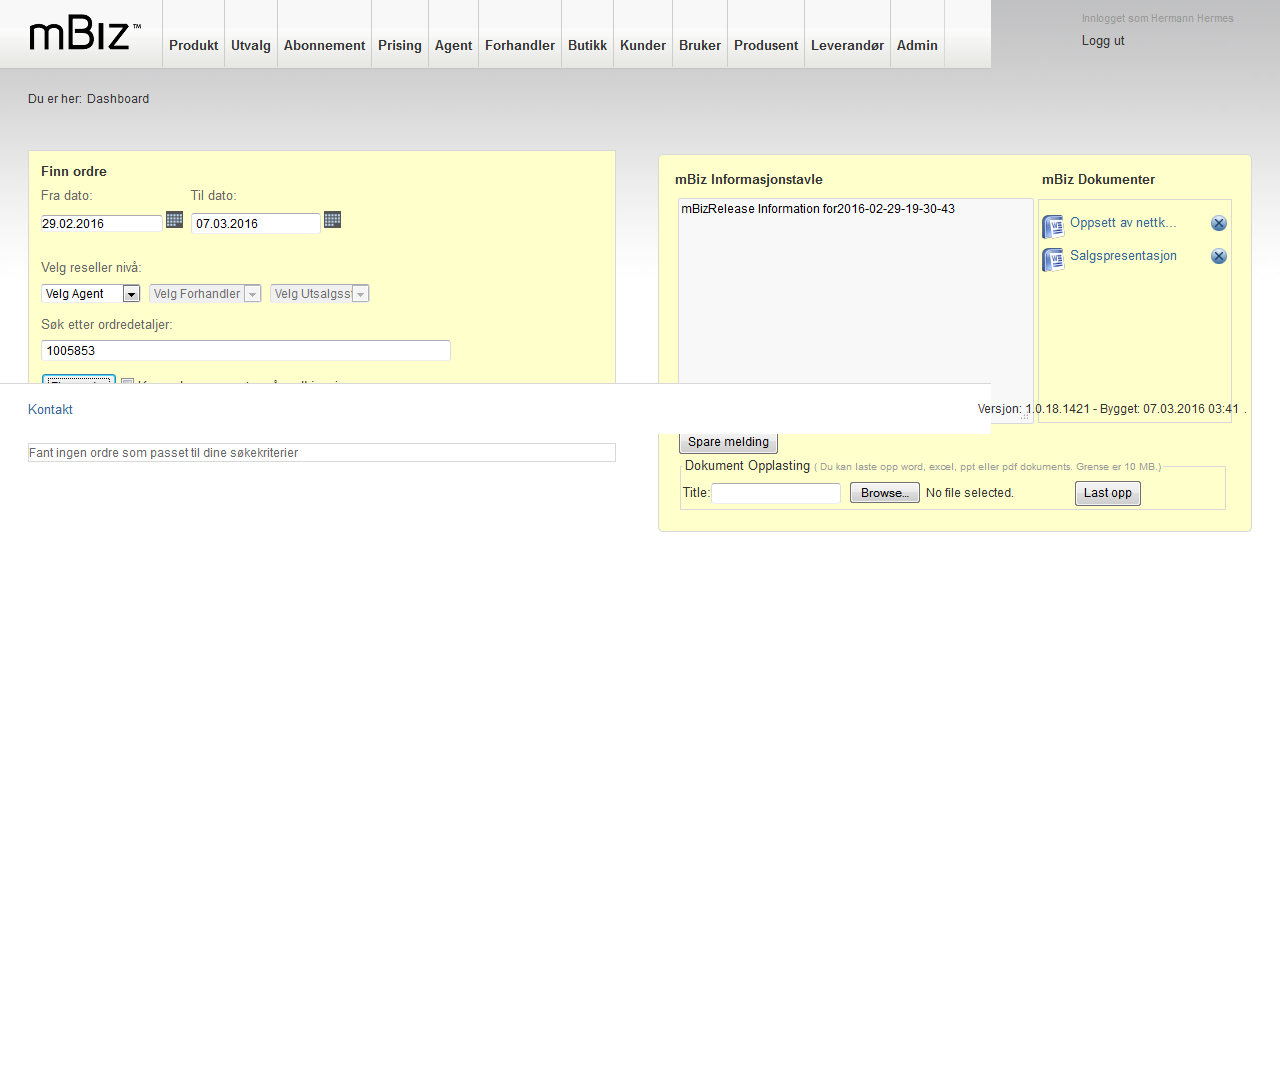 mBiz™
Produkt Utvalg Abonnement Prising Agent Forhandler Butikk Kunder Bruker Produsent Leverandør Admin
Innlogget som Hermann Hermes
Logg ut
Du er her: Dashboard
Finn ordre
Fra dato: Til dato:
29.02.2016 07.03.2016
Velg reseller nivå:
Velg Agent Velg Forhandler Velg Utsalgss
Søk etter ordredetaljer:
1005853
mBiz Informasjonstavle
mBizRelease Information for2016-02-29-19-30-43
mBiz Dokumenter
Oppsett av nettk...
Salgspresentasjon
Kontakt
Versjon: 1.0.18.1421 - Bygget: 07.03.2016 03:41 .
Fant ingen ordre som passet til dine søkekriterier
Spare melding
Dokument Opplasting ( Du kan laste opp word, excel, ppt eller pdf dokuments. Grense er 10 MB.)
Title: Browse... No file selected. Last opp